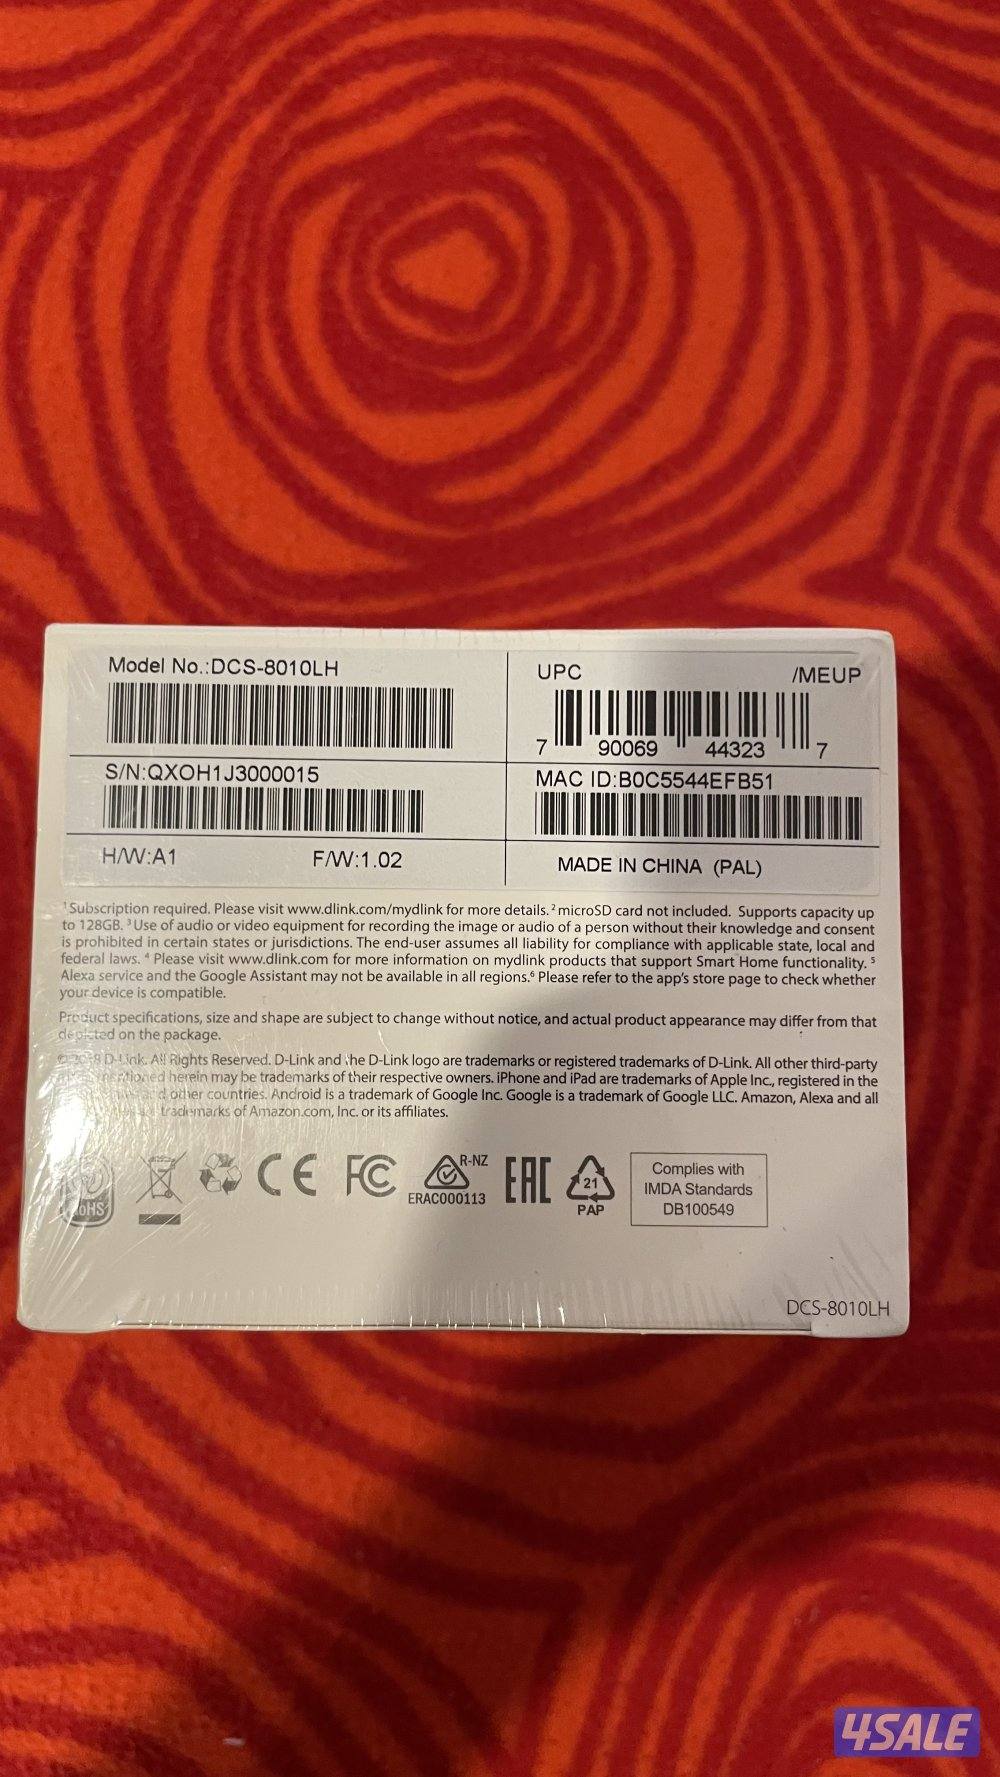 Model No.:DCS-8010LH
UPC /MEUP
7 90069 44323 7
S/N:QXOH1J3000015
MAC ID:B0C5544EFB51
H/W:A1 F/W:1.02
MADE IN CHINA (PAL)
¹Subscription required. Please visit www.dlink.com/mydlink for more details. ² microSD card not included. Supports capacity up
to 128GB. ³ Use of audio or video equipment for recording the image or audio of a person without their knowledge and consent
is prohibited in certain states or jurisdictions. The end-user assumes all liability for compliance with applicable state, local and
federal laws. ⁴ Please visit www.dlink.com for more information on mydlink products that support Smart Home functionality. ⁵
Alexa service and the Google Assistant may not be available in all regions.⁶ Please refer to the app's store page to check whether
your device is compatible.
Product specifications, size and shape are subject to change without notice, and actual product appearance may differ from that
depicted on the package.
D-Link. All Rights Reserved. D-Link and the D-Link logo are trademarks or registered trademarks of D-Link. All other third-party
mentioned herein may be trademarks of their respective owners. iPhone and iPad are trademarks of Apple Inc., registered in the
and other countries. Android is a trademark of Google Inc. Google is a trademark of Google LLC. Amazon, Alexa and all
trademarks of Amazon.com, Inc. or its affiliates.
RoHS
CE FC
R-NZ
ERAC000113
EAC
21
PAP
Complies with
IMDA Standards
DB100549
DCS-8010LH
4SALE